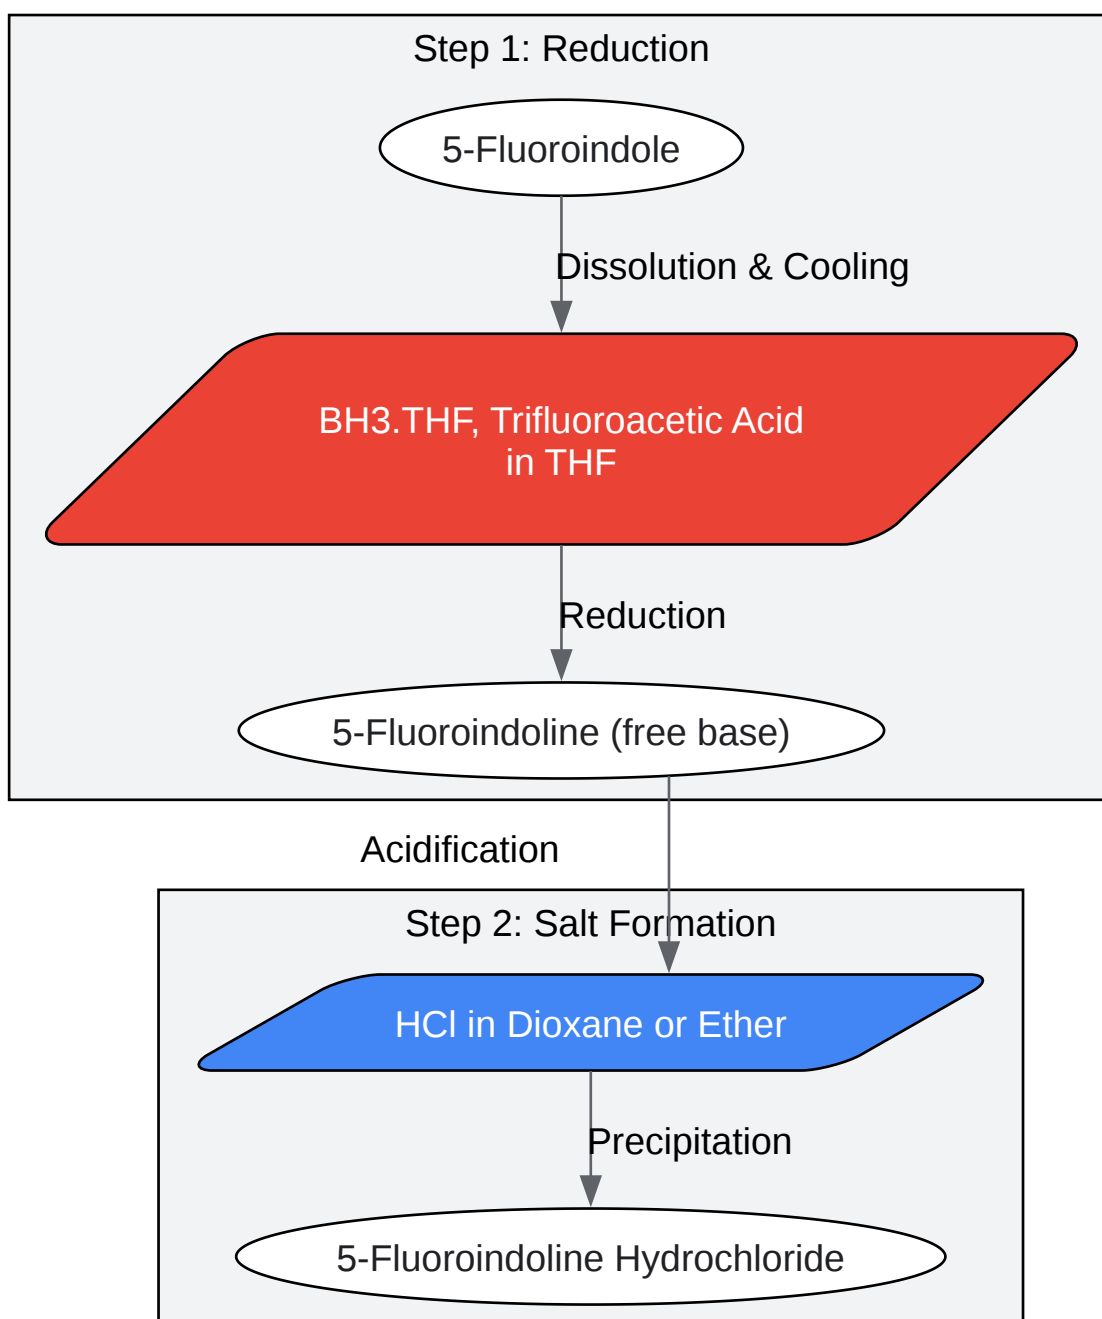 Step 1: Reduction
5-Fluoroindole
Dissolution & Cooling
BH3.THF, Trifluoroacetic Acid
in THF
Reduction
5-Fluoroindoline (free base)
Acidification
Step 2: Salt Formation
HCl in Dioxane or Ether
Precipitation
5-Fluoroindoline Hydrochloride